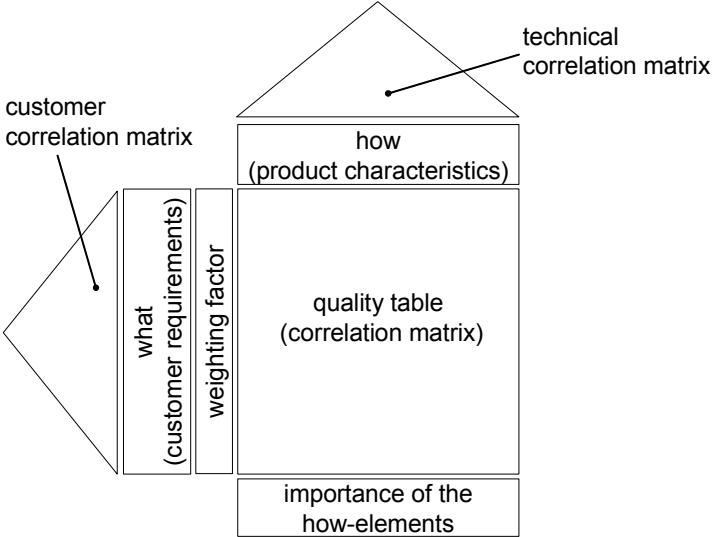 technical
correlation matrix
customer
correlation matrix
how
(product characteristics)
what
(customer requirements)
weighting factor
quality table
(correlation matrix)
importance of the
how-elements